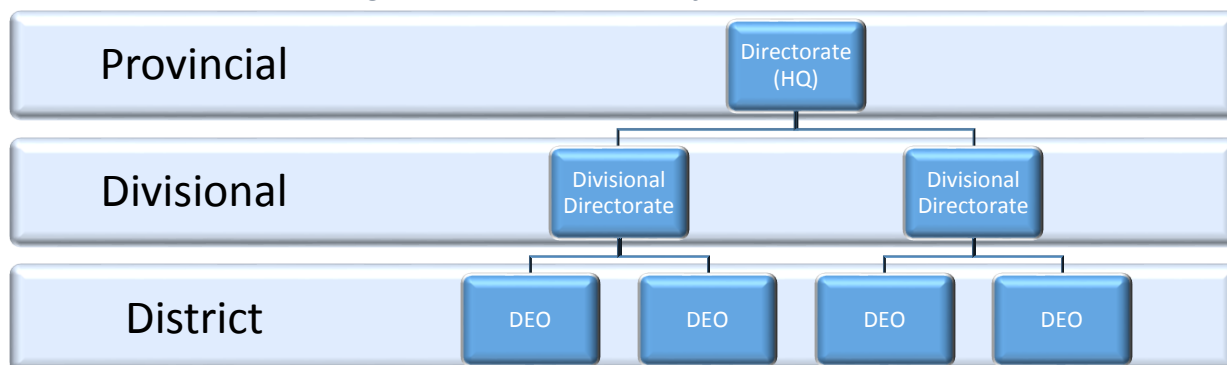 Provincial
Directorate
(HQ)
Divisional
Divisional
Directorate
Divisional
Directorate
District
DEO
DEO
DEO
DEO